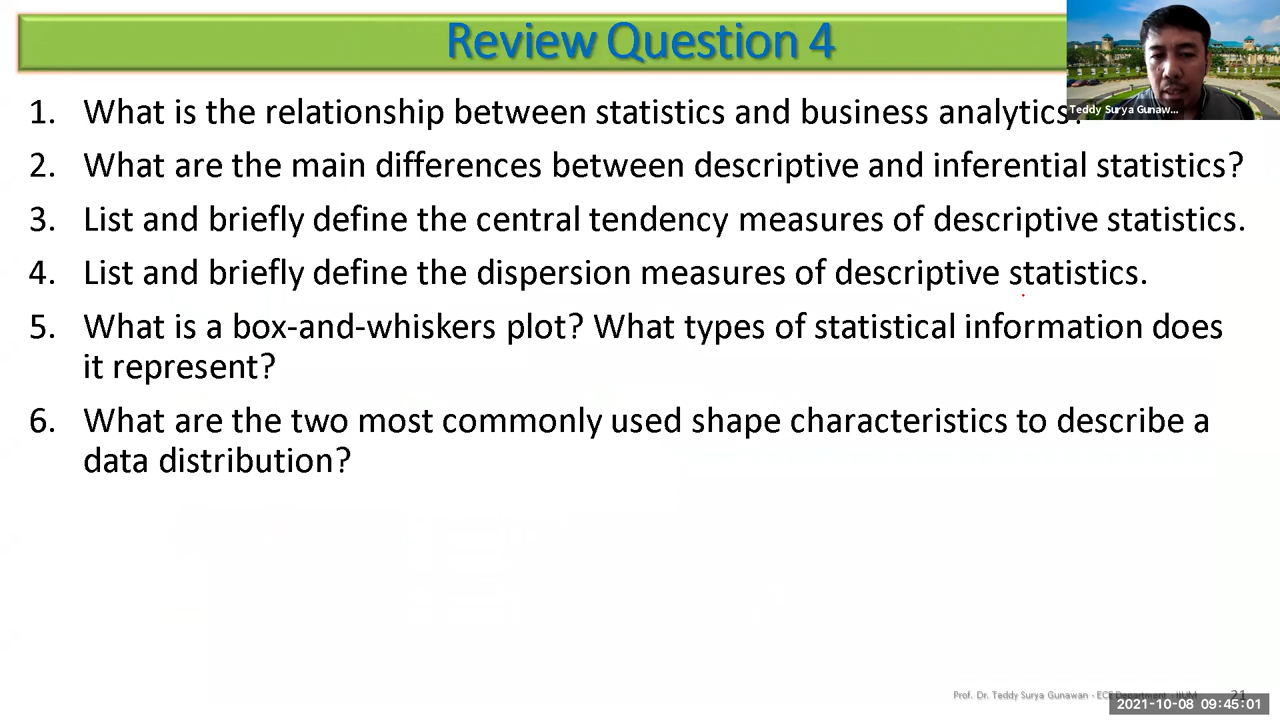 Review Question 4
Teddy Surya Gunaw...
1. What is the relationship between statistics and business analytics?
2. What are the main differences between descriptive and inferential statistics?
3. List and briefly define the central tendency measures of descriptive statistics.
4. List and briefly define the dispersion measures of descriptive statistics.
5. What is a box-and-whiskers plot? What types of statistical information does
it represent?
6. What are the two most commonly used shape characteristics to describe a
data distribution?
Prof. Dr. Teddy Surya Gunawan - ECE Department - IIUM
21
2021-10-08 09:45:01